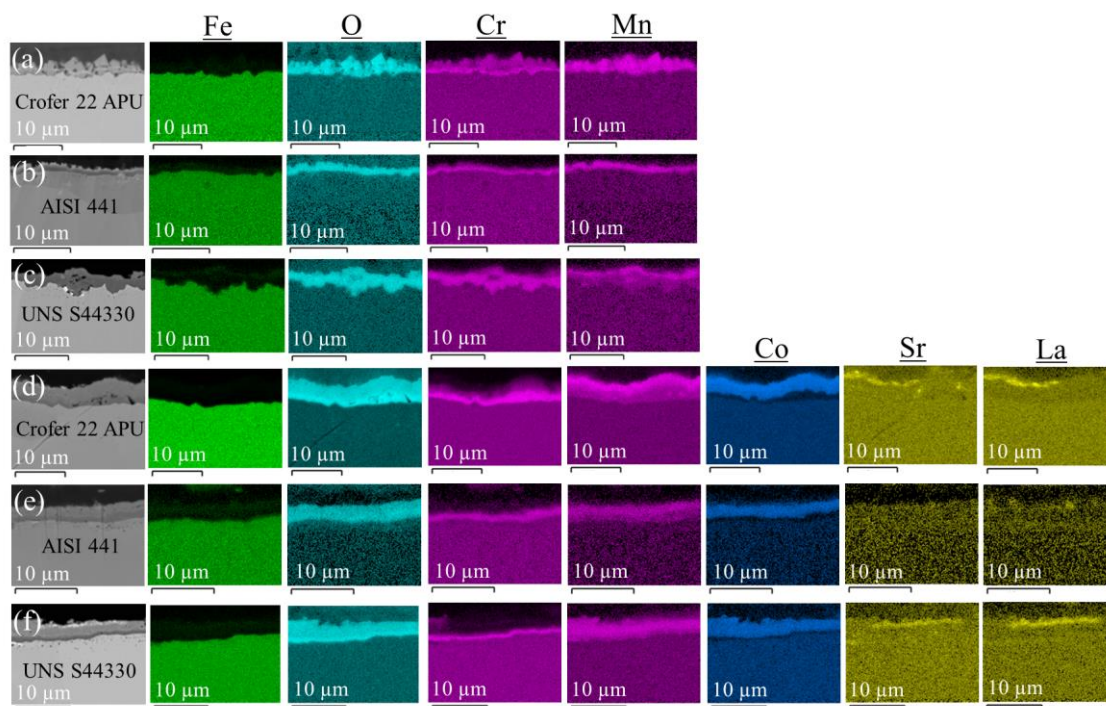 Fe O Cr Mn
(a)
Crofer 22 APU
10 µm 10 µm 10 µm 10 µm 10 µm
(b)
AISI 441
10 µm 10 µm 10 µm 10 µm 10 µm
(c)
UNS S44330
10 µm 10 µm 10 µm 10 µm 10 µm
Co Sr La
(d)
Crofer 22 APU
10 µm 10 µm 10 µm 10 µm 10 µm 10 µm 10 µm 10 µm
(e)
AISI 441
10 µm 10 µm 10 µm 10 µm 10 µm 10 µm 10 µm 10 µm
(f)
UNS S44330
10 µm 10 µm 10 µm 10 µm 10 µm 10 µm 10 µm 10 µm